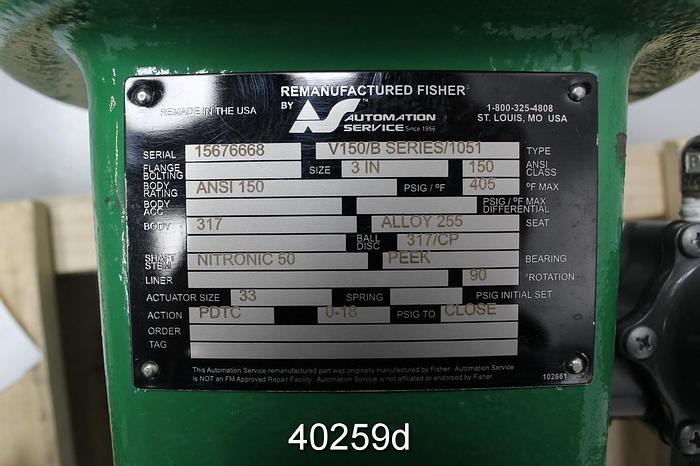 REMANUFACTURED FISHER®
REMADE IN THE USA
BY AS™ AUTOMATION SERVICE Since 1956
1-800-325-4808
ST. LOUIS, MO USA
SERIAL 15676668 V150/B SERIES/1051 TYPE
FLANGE BOLTING SIZE 3 IN 150 ANSI CLASS
BODY RATING ANSI 150 PSIG / ºF 405 ºF MAX
BODY ACC PSIG / ºF MAX DIFFERENTIAL
BODY 317 ALLOY 255 SEAT
BALL DISC 317/CP
SHAFT STEM NITRONIC 50 PEEK BEARING
LINER 90 °ROTATION
ACTUATOR SIZE 33 SPRING PSIG INITIAL SET
ACTION PDTC 0-18 PSIG TO CLOSE
ORDER
TAG
This Automation Service remanufactured part was originally manufactured by Fisher. Automation Service
is NOT an FM Approved Repair Facility. Automation Service is not affiliated or endorsed by Fisher.
102661
40259d